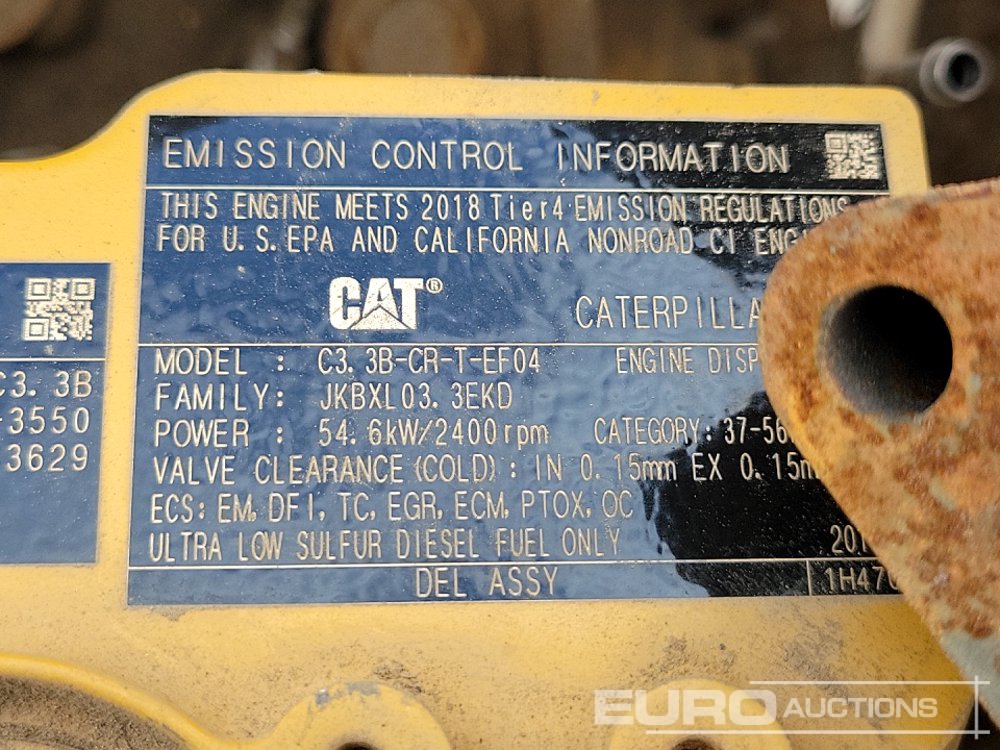 EMISSION CONTROL INFORMATION
THIS ENGINE MEETS 2018 Tier4 EMISSION REGULATIONS
FOR U.S.EPA AND CALIFORNIA NONROAD CI
CAT®
MODEL : C3.3B-CR-T-EF04 ENGINE
FAMILY: JKBXL03.3EKD
POWER : 54.6kW/2400rpm CATEGORY: 37-56
VALVE CLEARANCE(COLD): IN 0.15mm EX 0.15
ECS: EM, DFI, TC, EGR, ECM, PTOX, OC
ULTRA LOW SULFUR DIESEL FUEL ONLY
DEL ASSY
C3.3B
-3550
3629
EURO AUCTIONS